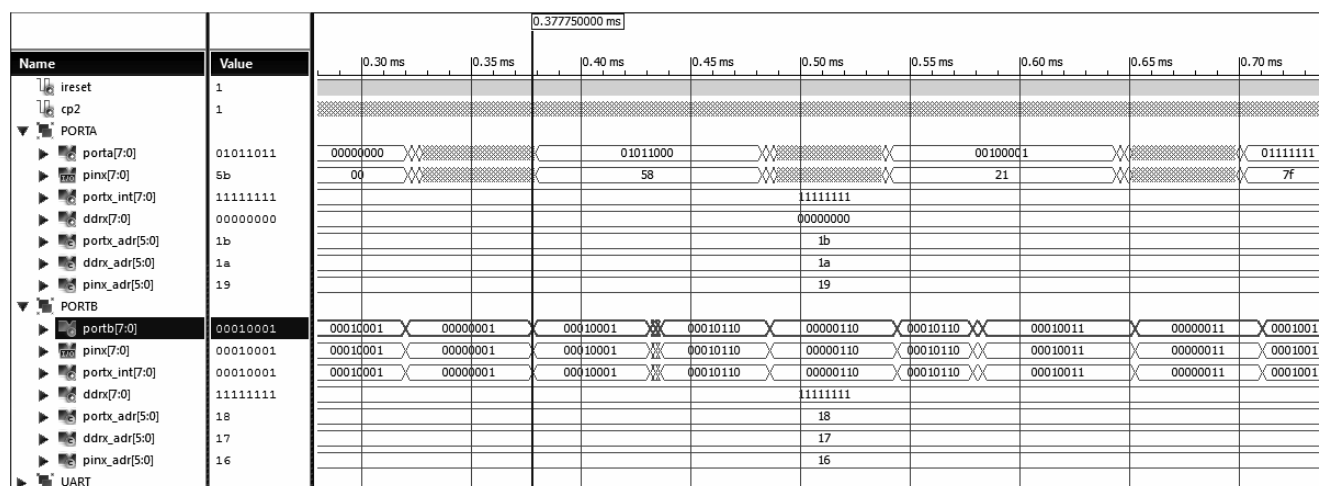 0.377750000 ms
Name Value 0.30 ms 0.35 ms 0.40 ms 0.45 ms 0.50 ms 0.55 ms 0.60 ms 0.65 ms 0.70 ms
ireset 1
cp2 1
PORTA
porta[7:0] 01011011 00000000 01011000 00100001 01111111
pinx[7:0] 5b 00 58 21 7f
portx_int[7:0] 11111111 11111111
ddrx[7:0] 00000000 00000000
portx_adr[5:0] 1b 1b
ddrx_adr[5:0] 1a 1a
pinx_adr[5:0] 19 19
PORTB
portb[7:0] 00010001 00010001 00000001 00010001 00010110 00000110 00010110 00010011 00000011 0001001
pinx[7:0] 00010001 00010001 00000001 00010001 00010110 00000110 00010110 00010011 00000011 0001001
portx_int[7:0] 00010001 00010001 00000001 00010001 00010110 00000110 00010110 00010011 00000011 0001001
ddrx[7:0] 11111111 11111111
portx_adr[5:0] 18 18
ddrx_adr[5:0] 17 17
pinx_adr[5:0] 16 16
UART